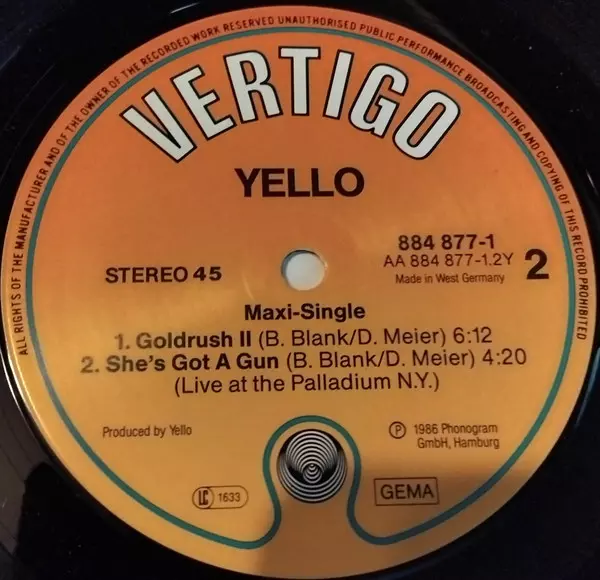 ALL RIGHTS OF THE MANUFACTURER AND OF THE OWNER OF THE RECORDED WORK RESERVED UNAUTHORISED PUBLIC PERFORMANCE BROADCASTING AND COPYING OF THIS RECORD PROHIBITED
VERTIGO
YELLO
884 877-1
AA 884 877-1.2Y
Made in West Germany
2
STEREO 45
Maxi-Single
1. Goldrush II (B. Blank/D. Meier) 6:12
2. She's Got A Gun (B. Blank/D. Meier) 4:20
(Live at the Palladium N.Y.)
Produced by Yello
℗ 1986 Phonogram
GmbH, Hamburg
LC 1633
GEMA